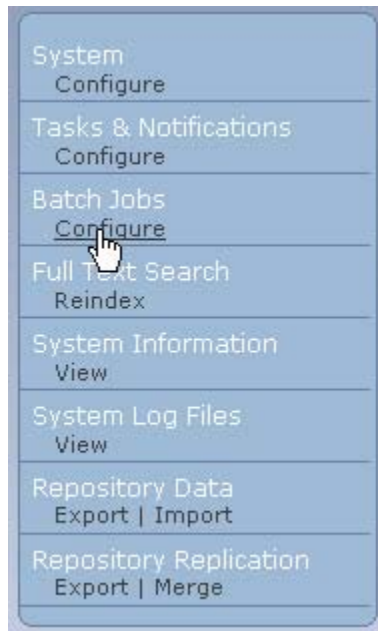 System
Configure
Tasks & Notifications
Configure
Batch Jobs
Configure
Full Text Search
Reindex
System Information
View
System Log Files
View
Repository Data
Export | Import
Repository Replication
Export | Merge